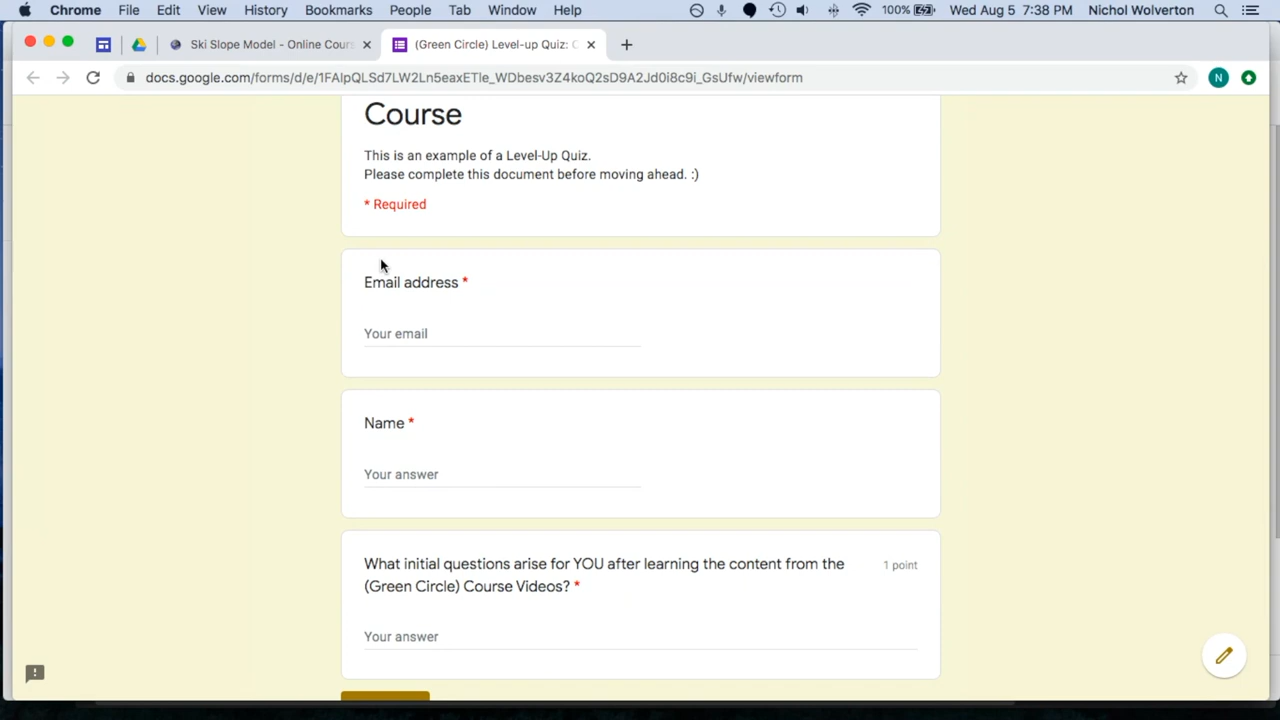 Chrome File Edit View History Bookmarks People Tab Window Help 100% Wed Aug 5 7:38 PM Nichol Wolverton
Ski Slope Model - Online Cours (Green Circle) Level-up Quiz: C
docs.google.com/forms/d/e/1FAIpQLSd7LW2Ln5eaxETle_WDbesv3Z4koQ2sD9A2Jd0i8c9i_GsUfw/viewform
N
Course
This is an example of a Level-Up Quiz.
Please complete this document before moving ahead. :)
* Required
Email address *
Your email
Name *
Your answer
What initial questions arise for YOU after learning the content from the 1 point
(Green Circle) Course Videos? *
Your answer